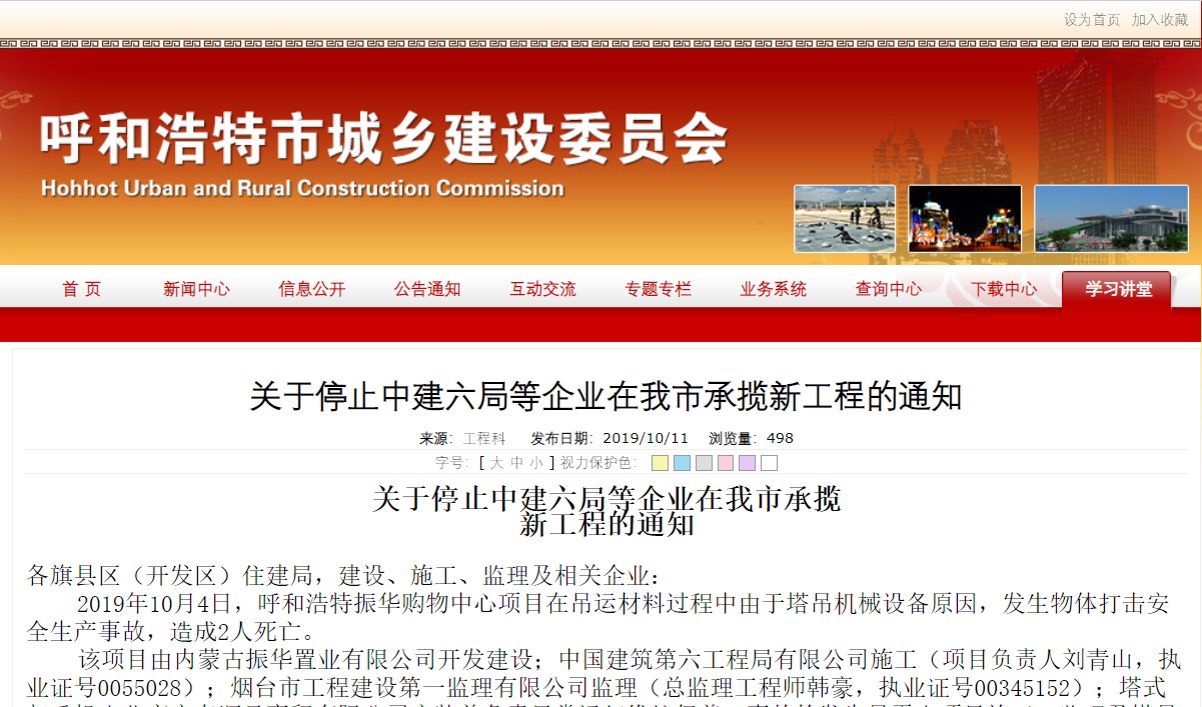 设为首页 加入收藏
呼和浩特市城乡建设委员会
Hohhot Urban and Rural Construction Commission
首 页 新闻中心 信息公开 公告通知 互动交流 专题专栏 业务系统 查询中心 下载中心 学习讲堂
关于停止中建六局等企业在我市承揽新工程的通知
来源: 工程科 发布日期: 2019/10/11 浏览量: 498
字号: [ 大 中 小 ] 视力保护色:
关于停止中建六局等企业在我市承揽
新工程的通知
各旗县区（开发区）住建局，建设、施工、监理及相关企业：
2019年10月4日，呼和浩特振华购物中心项目在吊运材料过程中由于塔吊机械设备原因，发生物体打击安
全生产事故，造成2人死亡。
该项目由内蒙古振华置业有限公司开发建设；中国建筑第六工程局有限公司施工（项目负责人刘青山，执
业证号0055028）；烟台市工程建设第一监理有限公司监理（总监理工程师韩豪，执业证号00345152）；塔式